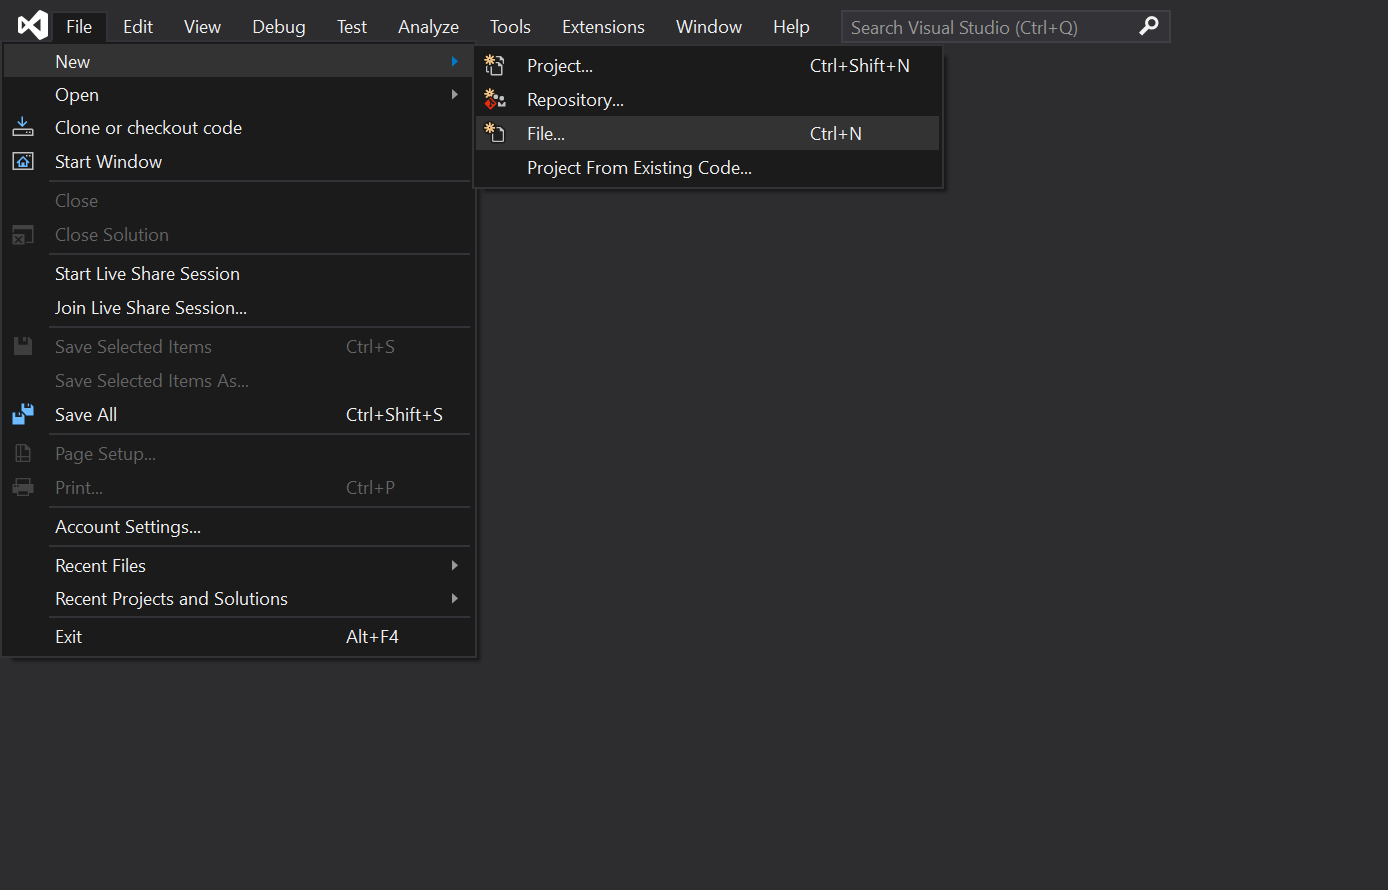 File Edit View Debug Test Analyze Tools Extensions Window Help Search Visual Studio (Ctrl+Q)
New
Open
Clone or checkout code
Start Window
Close
Close Solution
Start Live Share Session
Join Live Share Session...
Save Selected Items Ctrl+S
Save Selected Items As...
Save All Ctrl+Shift+S
Page Setup...
Print... Ctrl+P
Account Settings...
Recent Files
Recent Projects and Solutions
Exit Alt+F4
Project... Ctrl+Shift+N
Repository...
File... Ctrl+N
Project From Existing Code...